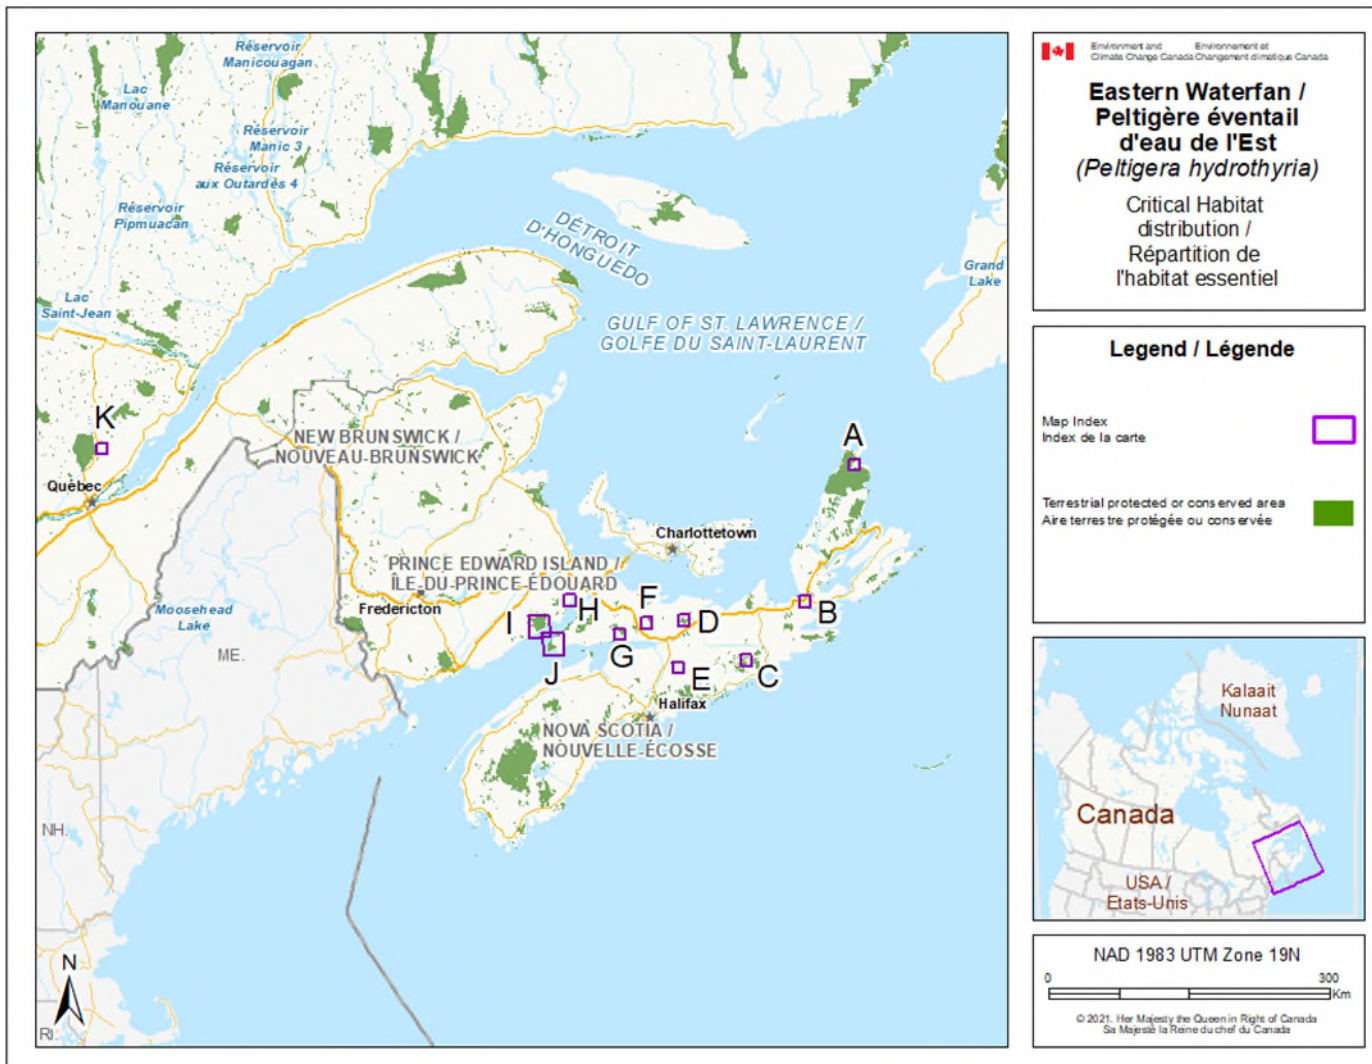 Réservoir
Manicouagan
Lac
Manouane
Réservoir
Manic 3
Réservoir
aux Outardes 4
Réservoir
Pipmuacan
DÉTROIT
D'HONGUEDO
Grand
Lake
Lac
Saint-Jean
GULF OF ST. LAWRENCE /
GOLFE DU SAINT-LAURENT
K
NEW BRUNSWICK /
NOUVEAU-BRUNSWICK
A
Québec
Charlottetown
PRINCE EDWARD ISLAND /
ÎLE-DU-PRINCE-ÉDOUARD
Moosehead
Lake
Fredericton
H
F
D
B
I
G
ME.
J
E
C
Halifax
NOVA SCOTIA /
NOUVELLE-ÉCOSSE
NH.
N
RI.
Environment and
Climate Change Canada
Environnement et
Changement climatique Canada
Eastern Waterfan /
Peltigère éventail
d'eau de l'Est
(Peltigera hydrothyria)
Critical Habitat
distribution /
Répartition de
l'habitat essentiel
Legend / Légende
Map Index
Index de la carte
Terrestrial protected or conserved area
Aire terrestre protégée ou conservée
Kalaait
Nunaat
Canada
USA /
Etats-Unis
NAD 1983 UTM Zone 19N
0 300
Km
© 2021. Her Majesty the Queen in Right of Canada
Sa Majesté la Reine du chef du Canada